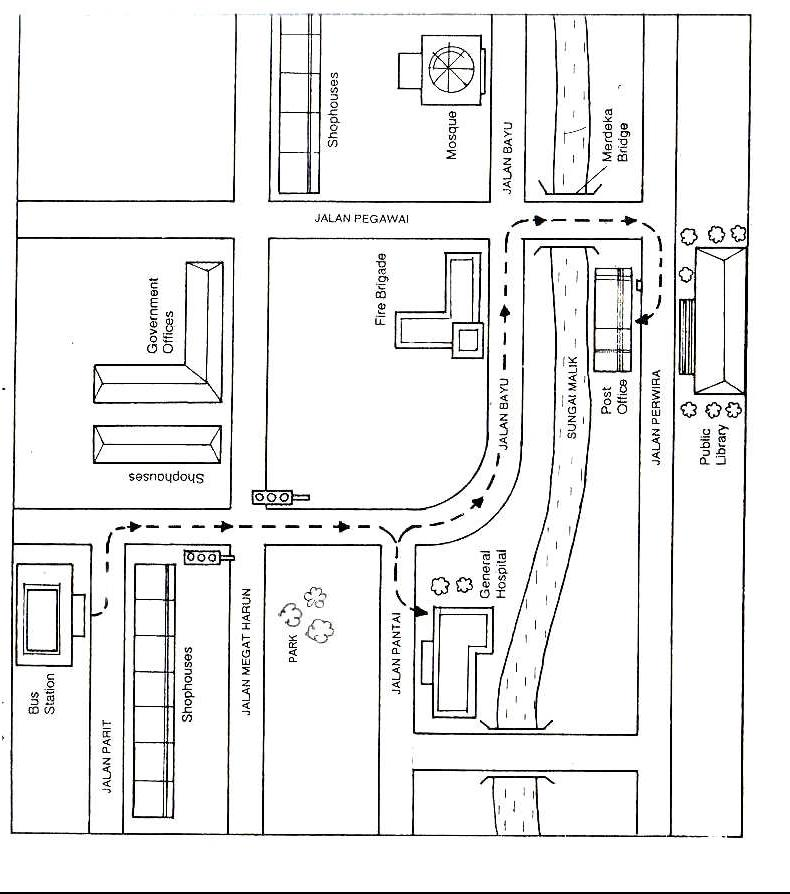 Shophouses
Mosque
JALAN BAYU
Merdeka
Bridge
JALAN PEGAWAI
Government
Offices
Fire Brigade
Shophouses
JALAN BAYU
SUNGAI MALIK
Post
Office
JALAN PERWIRA
Public
Library
Bus
Station
JALAN PARIT
Shophouses
JALAN MEGAT HARUN
PARK
JALAN PANTAI
General
Hospital